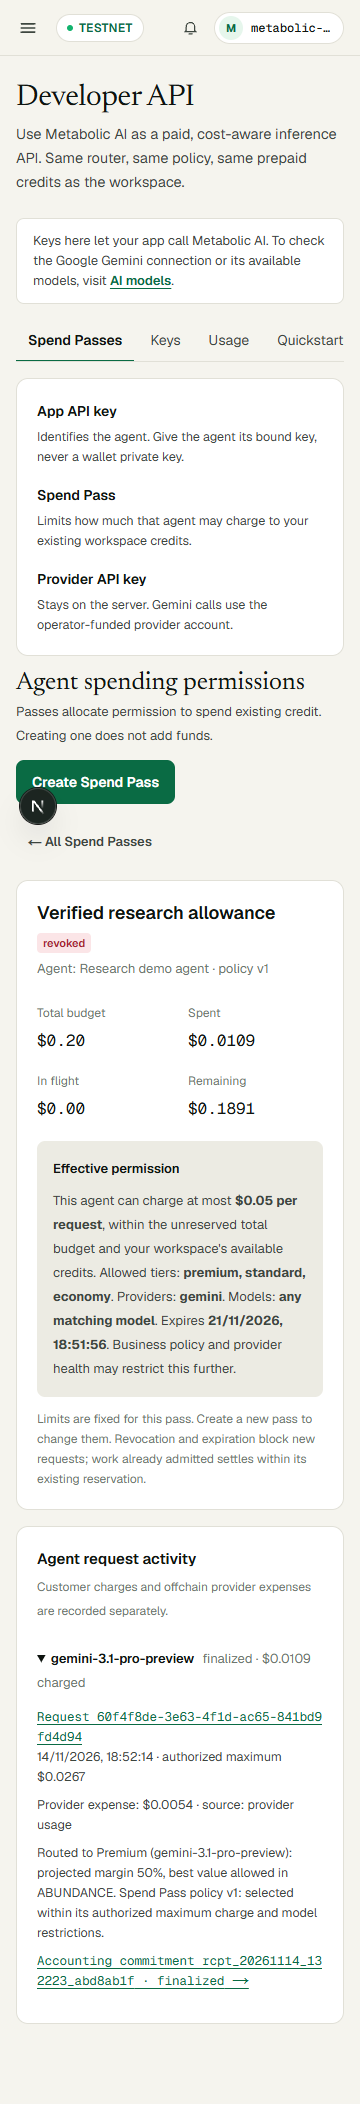 TESTNET
M metabolic-…
Developer API
Use Metabolic AI as a paid, cost-aware inference
API. Same router, same policy, same prepaid
credits as the workspace.
Keys here let your app call Metabolic AI. To check
the Google Gemini connection or its available
models, visit AI models.
Spend Passes Keys Usage Quickstart
App API key
Identifies the agent. Give the agent its bound key,
never a wallet private key.
Spend Pass
Limits how much that agent may charge to your
existing workspace credits.
Provider API key
Stays on the server. Gemini calls use the
operator-funded provider account.
Agent spending permissions
Passes allocate permission to spend existing credit.
Creating one does not add funds.
Create Spend Pass
N
← All Spend Passes
Verified research allowance
revoked
Agent: Research demo agent · policy v1
Total budget Spent
$0.20 $0.0109
In flight Remaining
$0.00 $0.1891
Effective permission
This agent can charge at most $0.05 per
request, within the unreserved total
budget and your workspace's available
credits. Allowed tiers: premium, standard,
economy. Providers: gemini. Models: any
matching model. Expires 21/11/2026,
18:51:56. Business policy and provider
health may restrict this further.
Limits are fixed for this pass. Create a new pass to
change them. Revocation and expiration block new
requests; work already admitted settles within its
existing reservation.
Agent request activity
Customer charges and offchain provider expenses
are recorded separately.
▼ gemini-3.1-pro-preview finalized · $0.0109
charged
Request 60f4f8de-3e63-4f1d-ac65-841bd9
fd4d94
14/11/2026, 18:52:14 · authorized maximum
$0.0267
Provider expense: $0.0054 · source: provider
usage
Routed to Premium (gemini-3.1-pro-preview):
projected margin 50%, best value allowed in
ABUNDANCE. Spend Pass policy v1: selected
within its authorized maximum charge and model
restrictions.
Accounting commitment rcpt_20261114_13
2223_abd8ab1f · finalized →